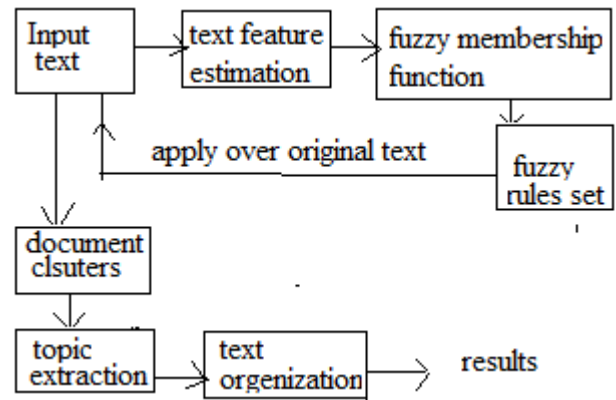 Input
text
text feature
estimation
fuzzy membership
function
apply over original text
fuzzy
rules set
document
clsuters
topic
extraction
text
orgenization
results